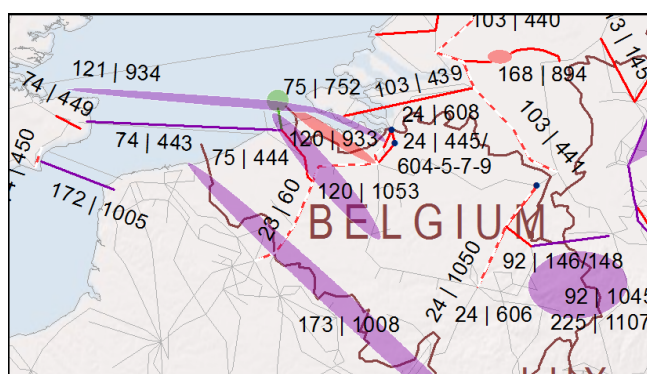 103 | 440
121 | 934
75 | 752
103 | 439
168 | 894
103 | 145
74 | 449
24 | 608
120 | 933
24 | 445/
604-5-7-9
103 | 441
74 | 443
75 | 444
| 450
172 | 1005
120 | 1053
23 | 60
BELGIUM
92 | 146/148
24 | 1050
92 | 1045
24 | 606
225 | 1107
173 | 1008